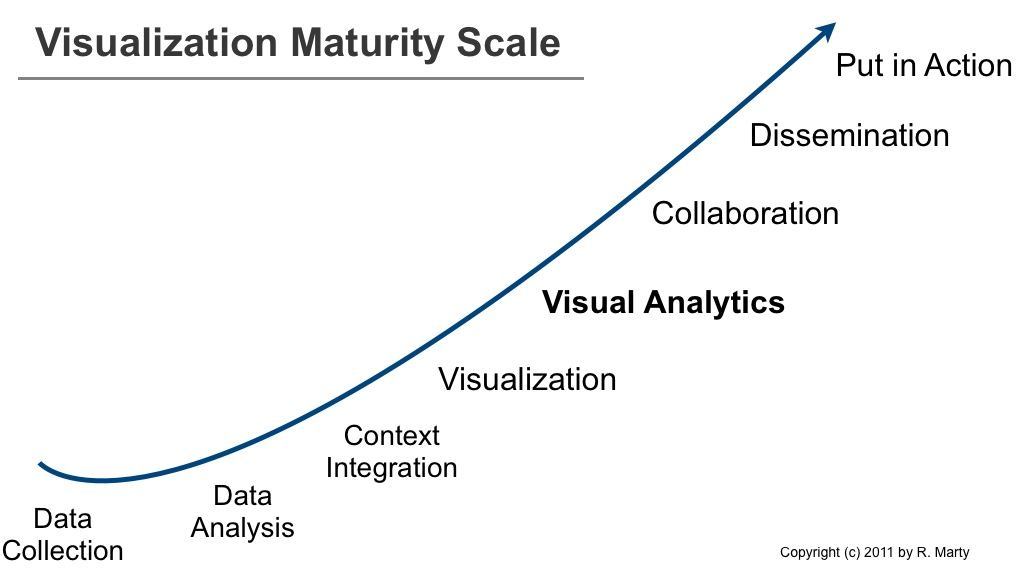 Visualization Maturity Scale
Put in Action
Dissemination
Collaboration
Visual Analytics
Visualization
Context
Integration
Data
Analysis
Data
Collection
Copyright (c) 2011 by R. Marty